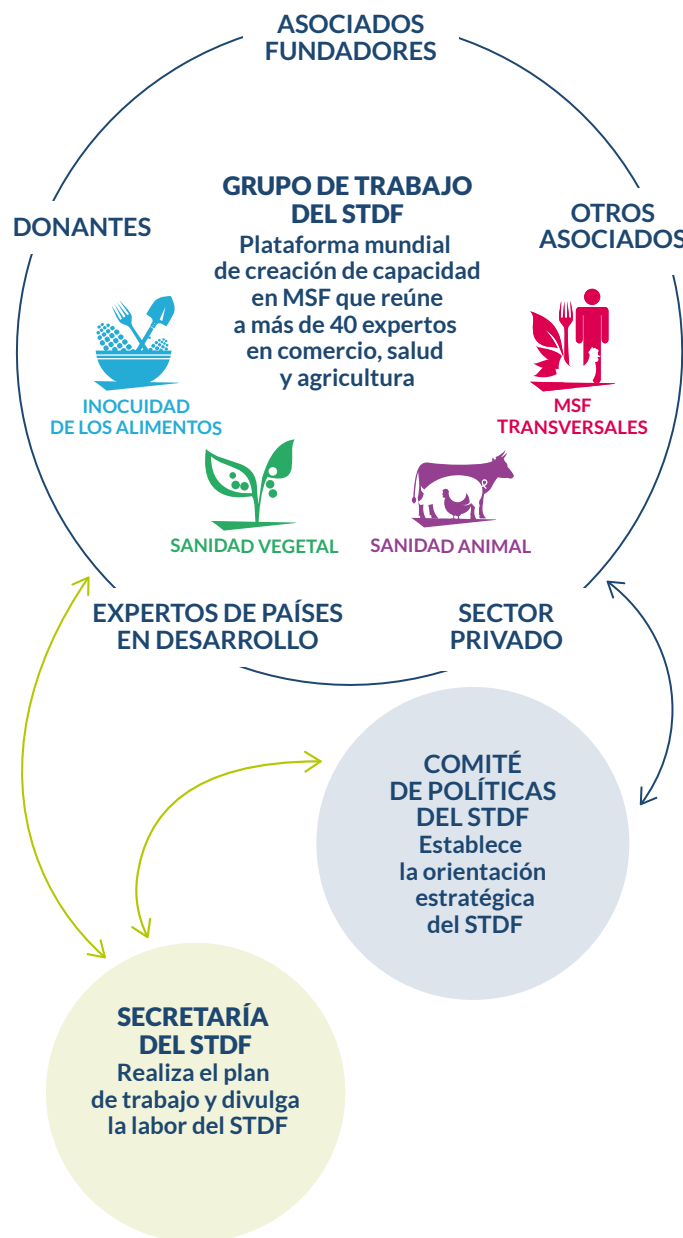 ASOCIADOS
FUNDADORES
GRUPO DE TRABAJO
DEL STDF
Plataforma mundial
de creación de capacidad
en MSF que reúne
a más de 40 expertos
en comercio, salud
y agricultura
DONANTES
OTROS
ASOCIADOS
INOCUIDAD
DE LOS ALIMENTOS
MSF
TRANSVERSALES
SANIDAD VEGETAL
SANIDAD ANIMAL
EXPERTOS DE PAÍSES
EN DESARROLLO
SECTOR
PRIVADO
COMITÉ
DE POLÍTICAS
DEL STDF
Establece
la orientación
estratégica
del STDF
SECRETARÍA
DEL STDF
Realiza el plan
de trabajo y divulga
la labor del STDF